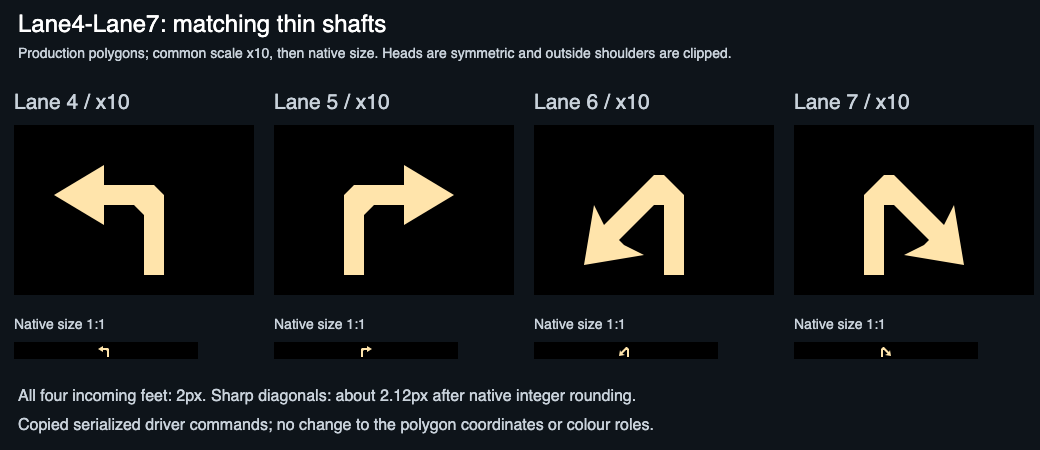 Lane4-Lane7: matching thin shafts
Production polygons; common scale x10, then native size. Heads are symmetric and outside shoulders are clipped.
Lane 4 / x10
Lane 5 / x10
Lane 6 / x10
Lane 7 / x10
Native size 1:1
Native size 1:1
Native size 1:1
Native size 1:1
All four incoming feet: 2px. Sharp diagonals: about 2.12px after native integer rounding.
Copied serialized driver commands; no change to the polygon coordinates or colour roles.